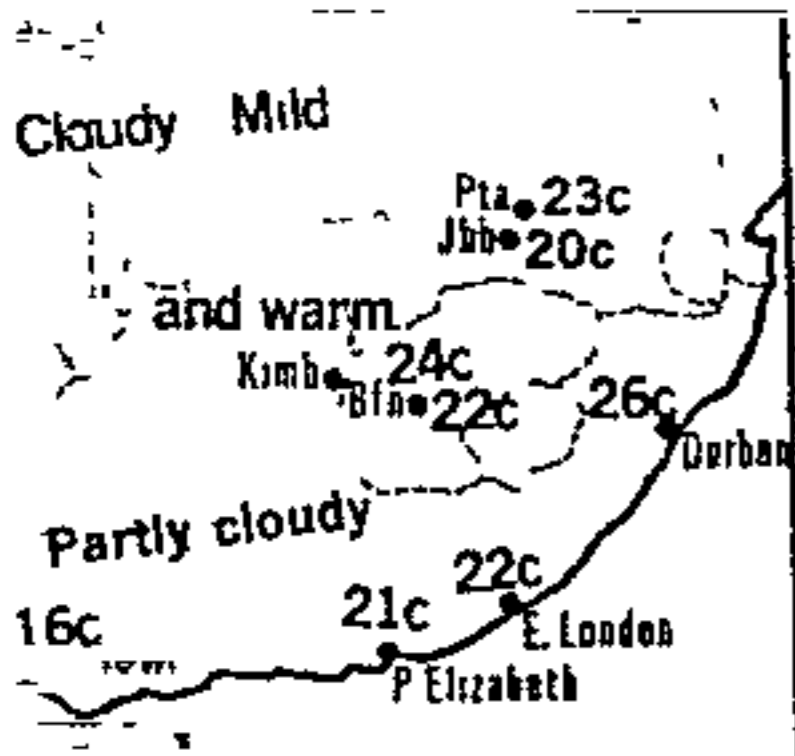 Cloudy Mild
Pta 23c
Jbb 20c
and warm
Kimb 24c
Bfn 22c
26c
Durban
Partly cloudy
22c
E. London
16c
21c
P Elizabeth